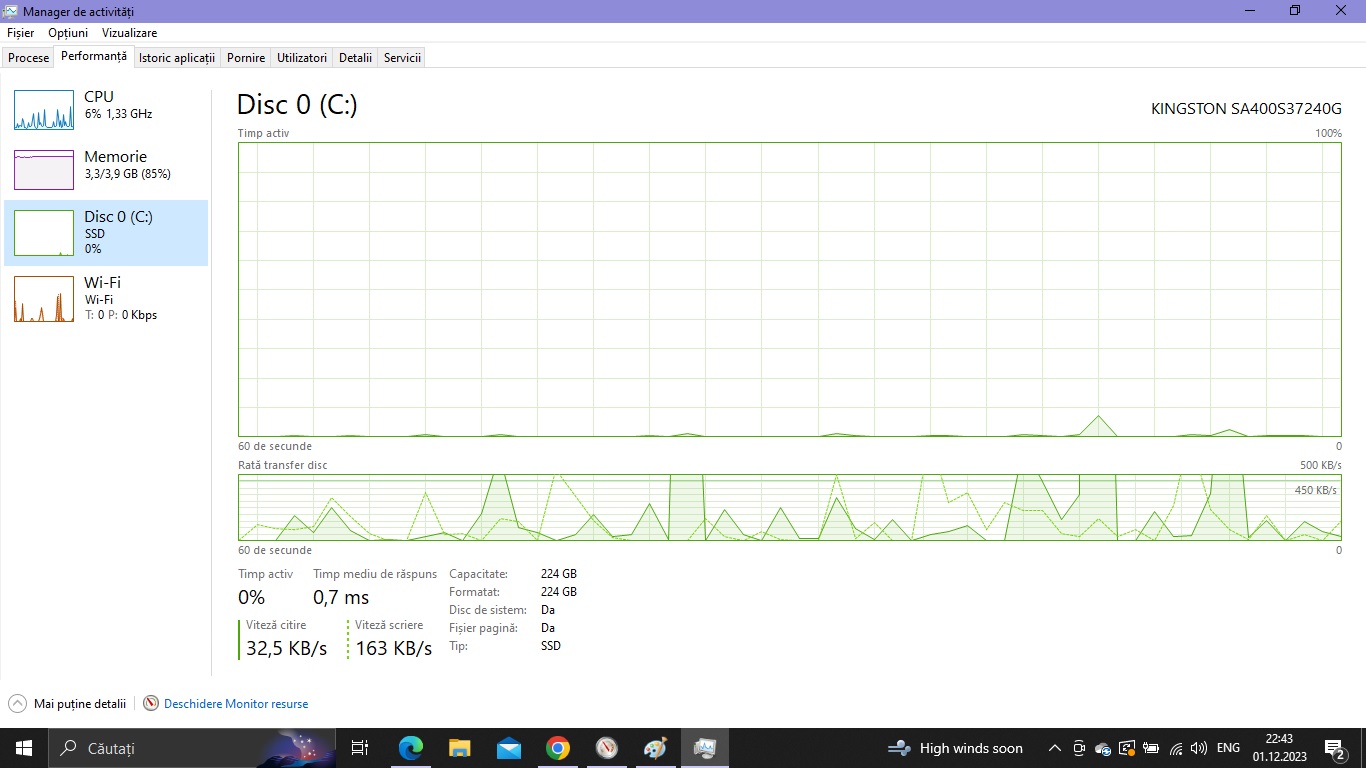 Manager de activități
Fișier Opțiuni Vizualizare
Procese Performanță Istoric aplicații Pornire Utilizatori Detalii Servicii
CPU
6% 1,33 GHz
Memorie
3,3/3,9 GB (85%)
Disc 0 (C:)
SSD
0%
Wi-Fi
Wi-Fi
T: 0 P: 0 Kbps
Disc 0 (C:) KINGSTON SA400S37240G
Timp activ 100%
60 de secunde 0
Rată transfer disc 500 KB/s
450 KB/s
60 de secunde 0
Timp activ
0%
Timp mediu de răspuns
0,7 ms
Viteză citire
32,5 KB/s
Viteză scriere
163 KB/s
Capacitate: 224 GB
Formatat: 224 GB
Disc de sistem: Da
Fișier pagină: Da
Tip: SSD
Mai puține detalii Deschidere Monitor resurse
Căutați
High winds soon
ENG
22:43
01.12.2023
2